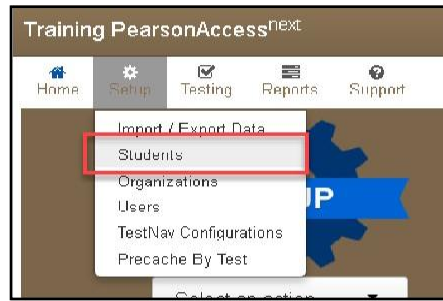 Training PearsonAccessnext
Home Setup Testing Reports Support
Import / Export Data
Students
Organizations
Users
TestNav Configurations
Precache By Test
UP
Select an action